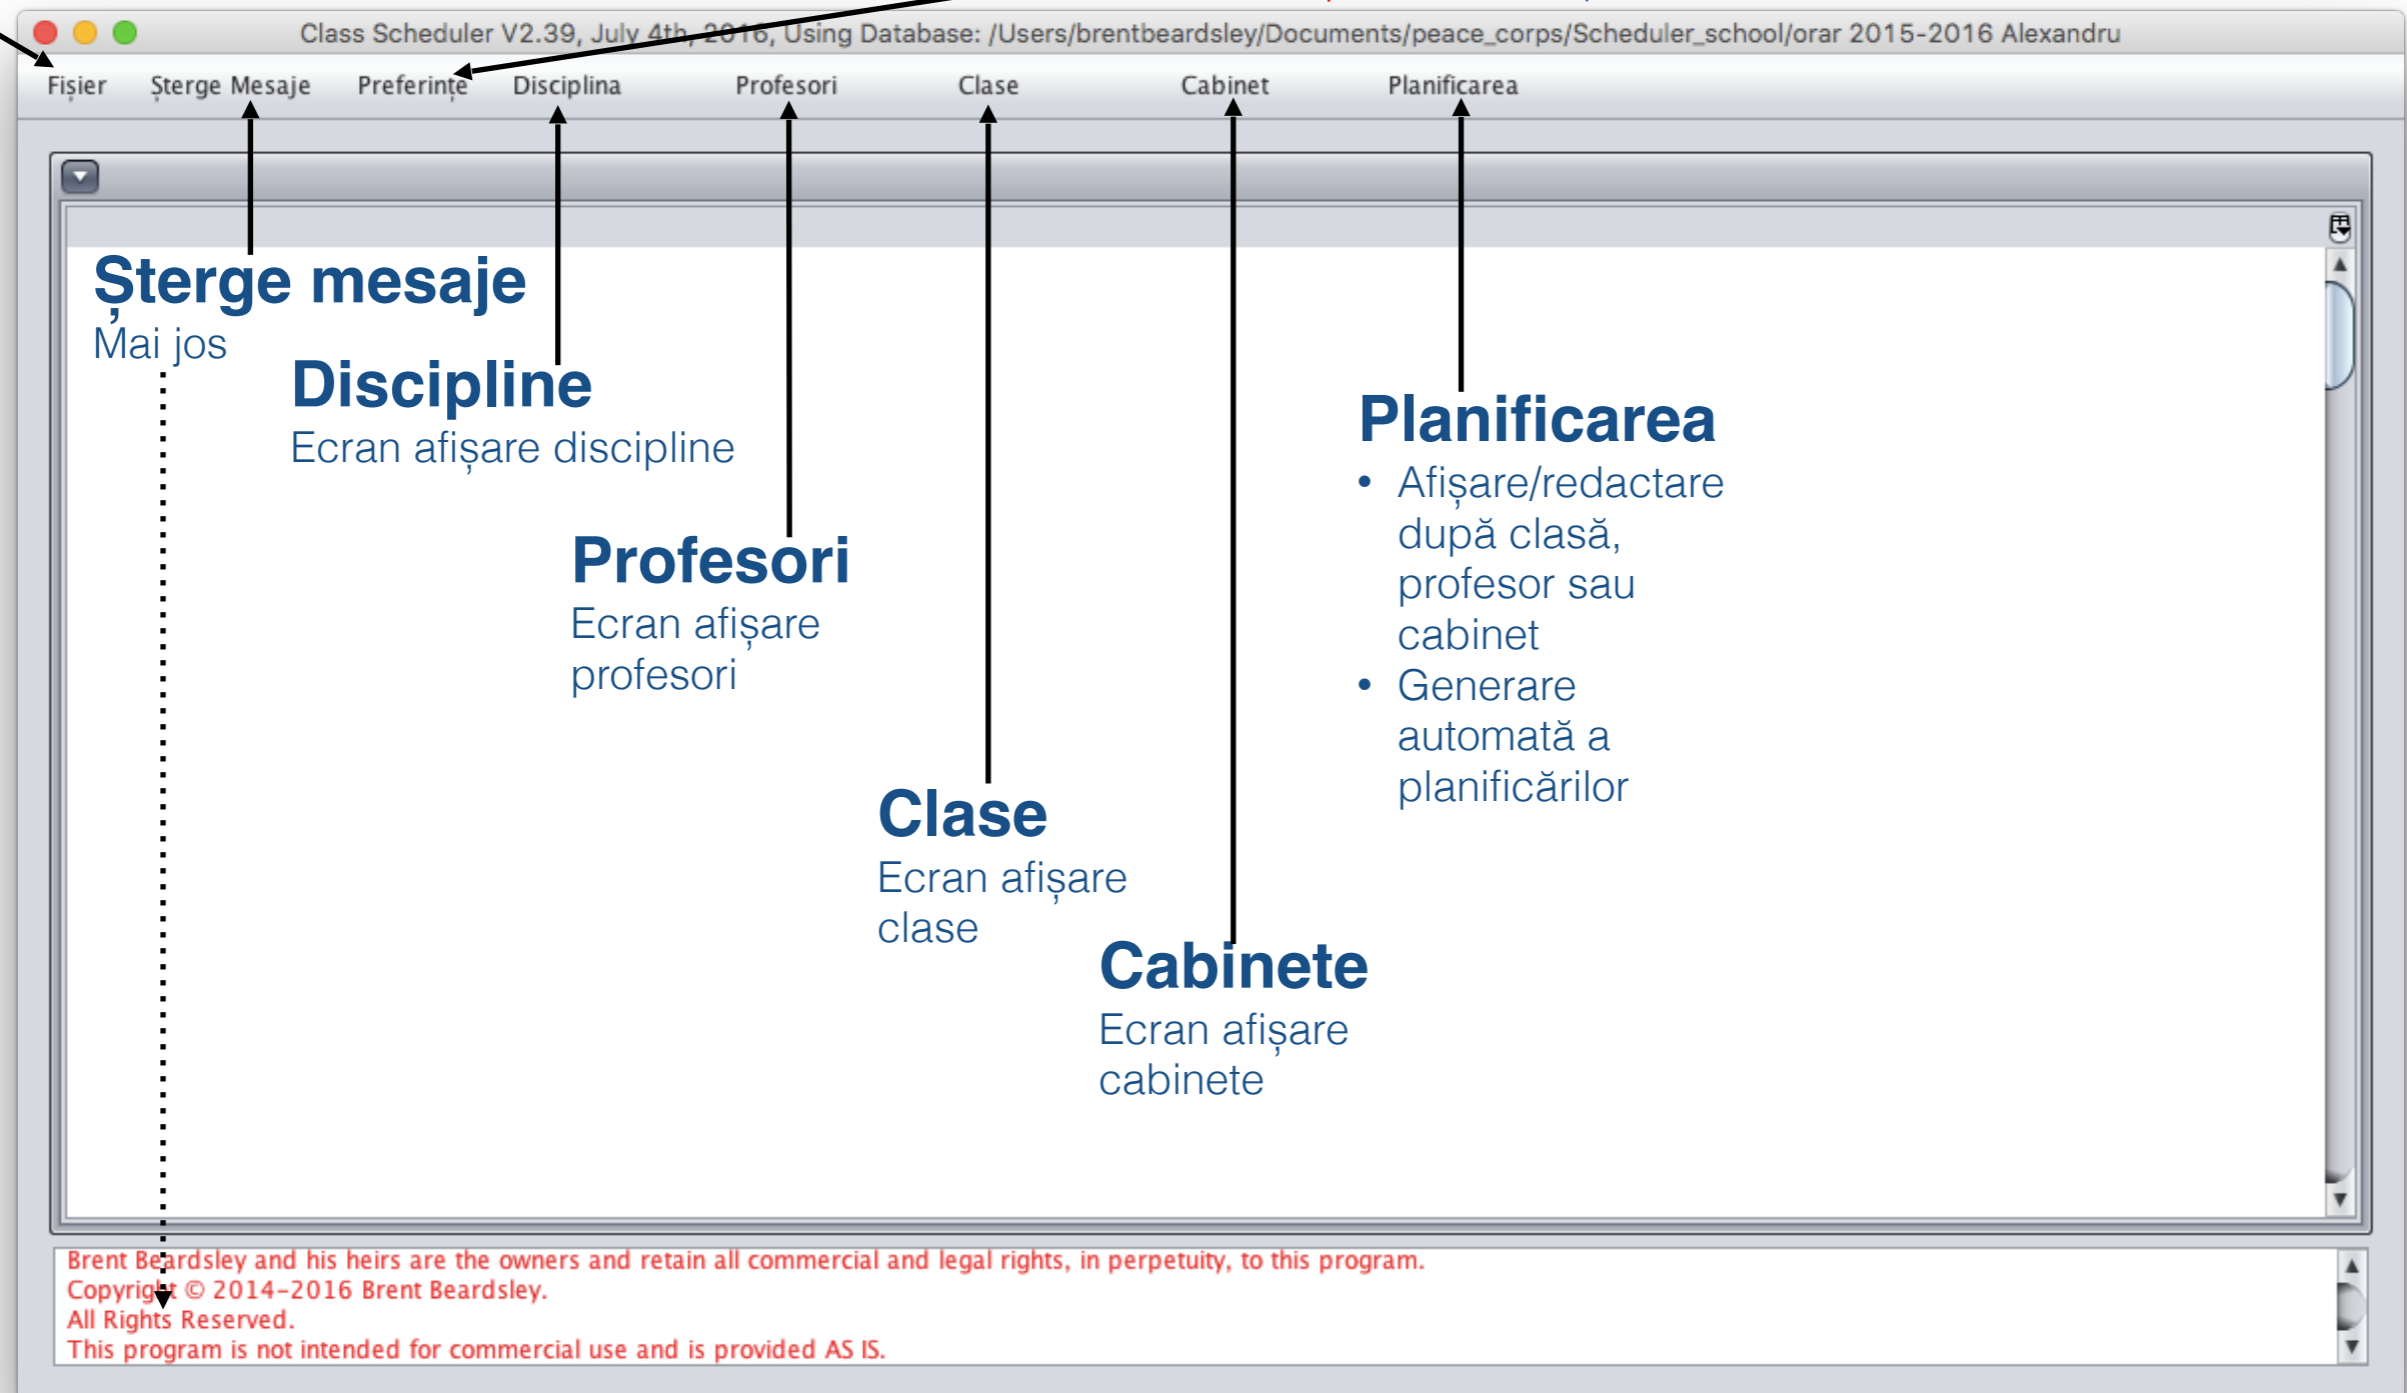 Class Scheduler V2.39, July 4th, 2016, Using Database: /Users/brentbeardsley/Documents/peace_corps/Scheduler_school/orar 2015-2016 Alexandru
Fișier Șterge Mesaje Preferințe Disciplina Profesori Clase Cabinet Planificarea
Șterge mesaje
Mai jos
Discipline
Ecran afișare discipline
Profesori
Ecran afișare
profesori
Clase
Ecran afișare
clase
Cabinete
Ecran afișare
cabinete
Planificarea
• Afișare/redactare
după clasă,
profesor sau
cabinet
• Generare
automată a
planificărilor
Brent Beardsley and his heirs are the owners and retain all commercial and legal rights, in perpetuity, to this program.
Copyright © 2014-2016 Brent Beardsley.
All Rights Reserved.
This program is not intended for commercial use and is provided AS IS.